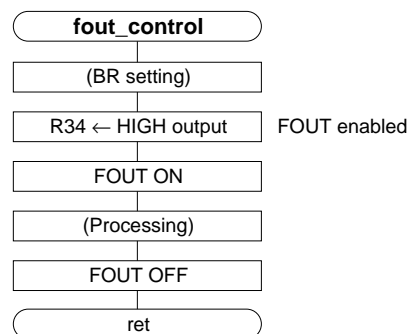 fout_control
(BR setting)
R34 ← HIGH output FOUT enabled
FOUT ON
(Processing)
FOUT OFF
ret